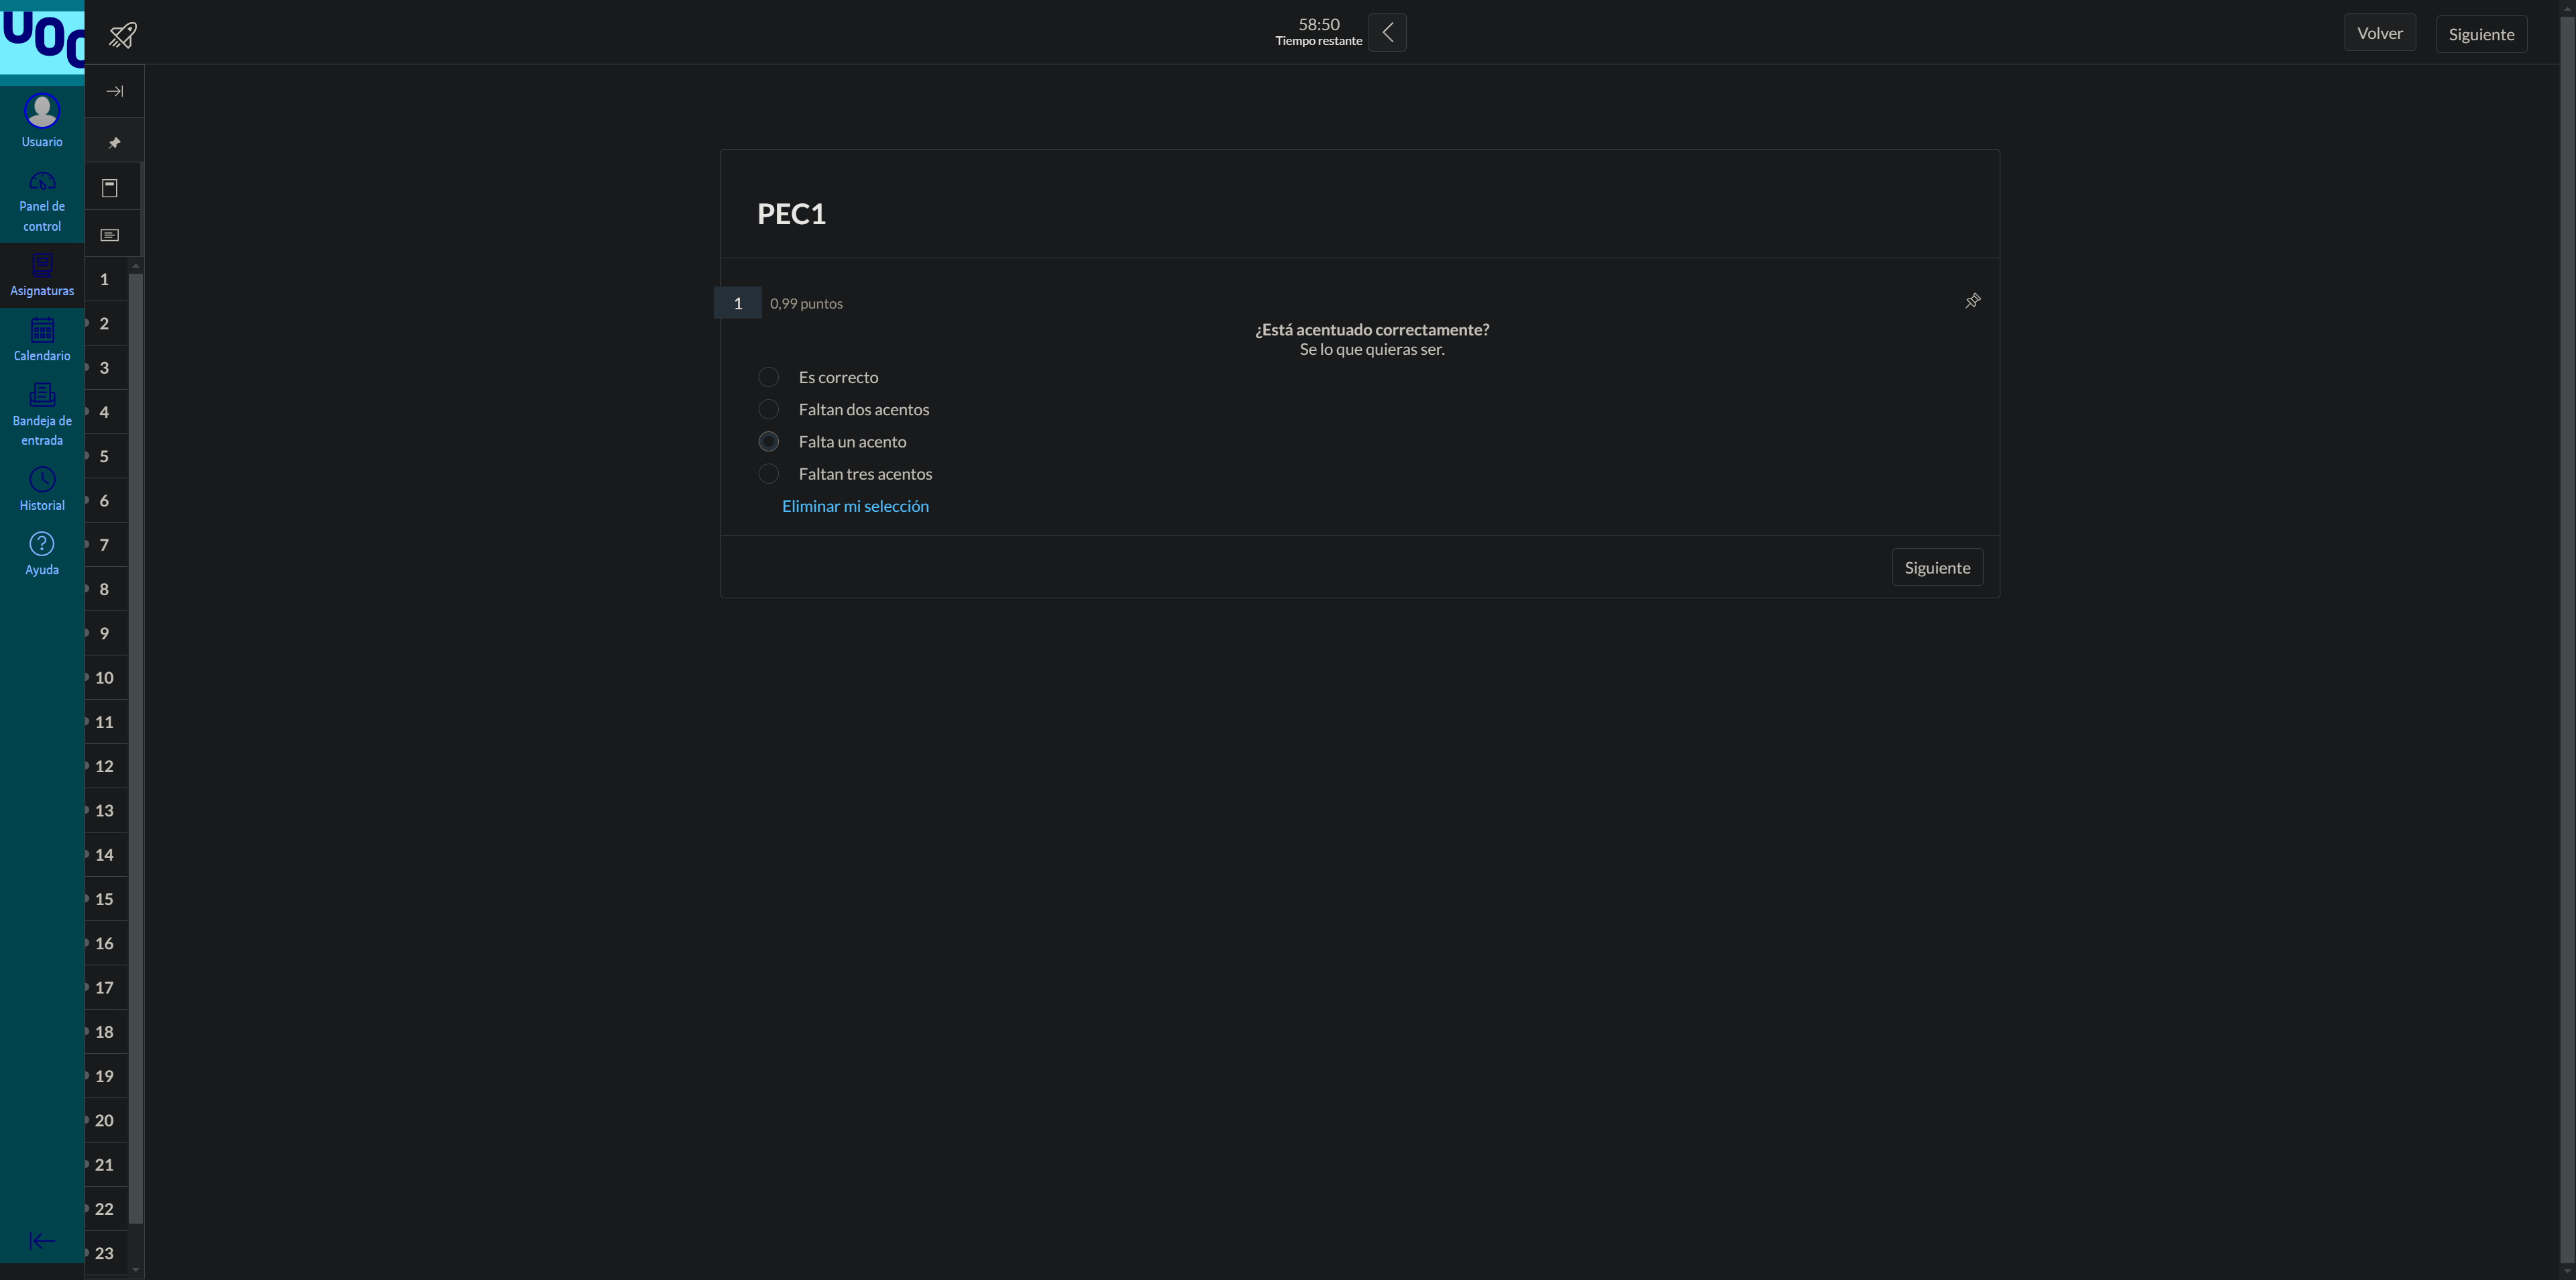 UOC
58:50
Tiempo restante
Volver
Siguiente
Usuario
Panel de
control
Asignaturas
Calendario
Bandeja de
entrada
Historial
Ayuda
1
2
3
4
5
6
7
8
9
10
11
12
13
14
15
16
17
18
19
20
21
22
23
PEC1
1 0,99 puntos
¿Está acentuado correctamente?
Se lo que quieras ser.
Es correcto
Faltan dos acentos
Falta un acento
Faltan tres acentos
Eliminar mi selección
Siguiente